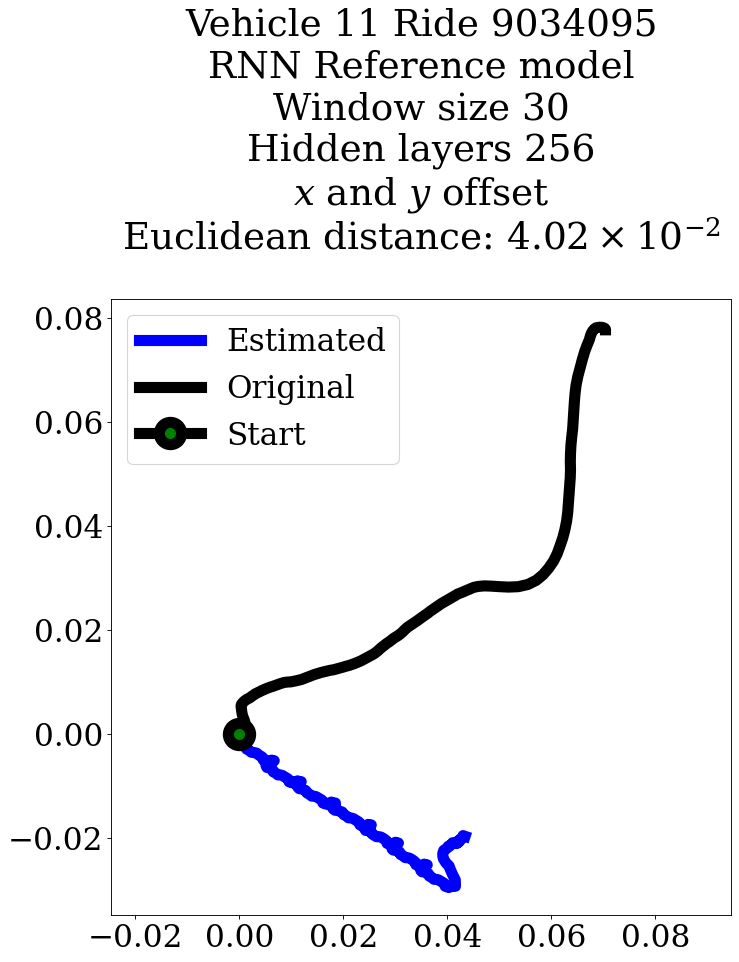 Vehicle 11 Ride 9034095
RNN Reference model
Window size 30
Hidden layers 256
x and y offset
Euclidean distance: 4.02 × 10⁻²
Estimated
Original
Start
0.08
0.06
0.04
0.02
0.00
−0.02
−0.02 0.00 0.02 0.04 0.06 0.08